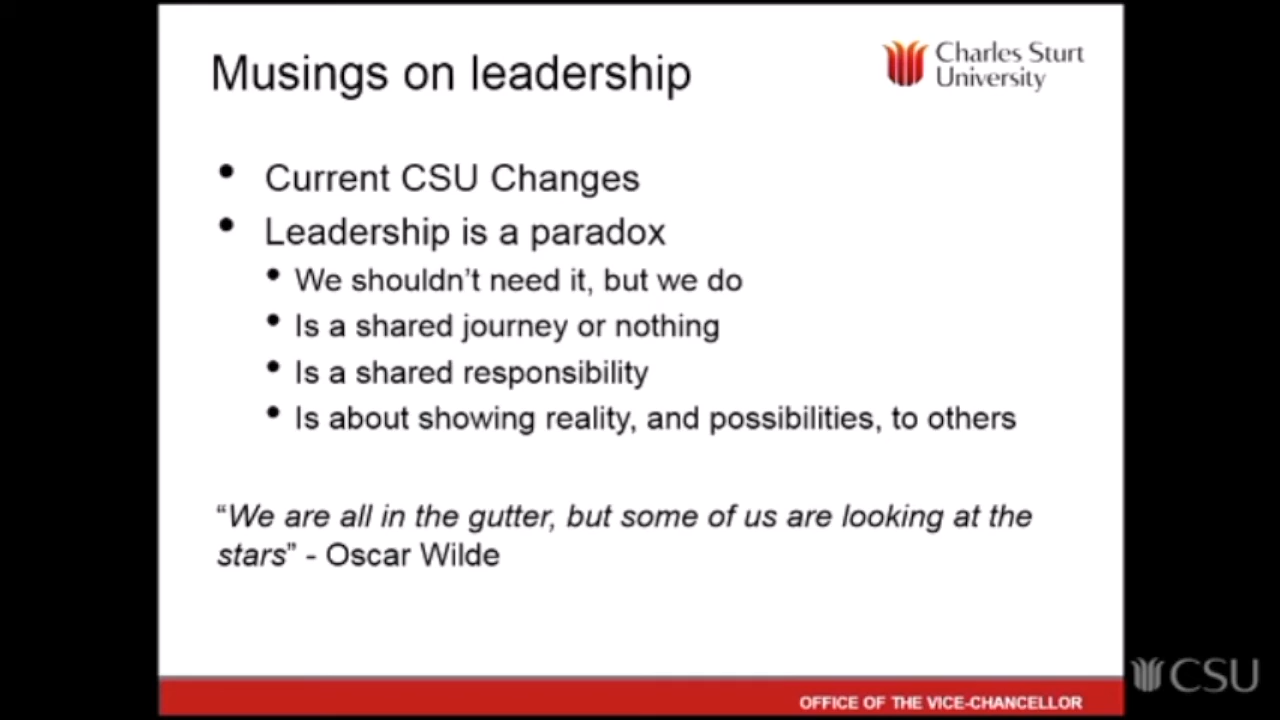 Musings on leadership
Charles Sturt
University
• Current CSU Changes
• Leadership is a paradox
• We shouldn't need it, but we do
• Is a shared journey or nothing
• Is a shared responsibility
• Is about showing reality, and possibilities, to others
“We are all in the gutter, but some of us are looking at the
stars” - Oscar Wilde
OFFICE OF THE VICE-CHANCELLOR
CSU